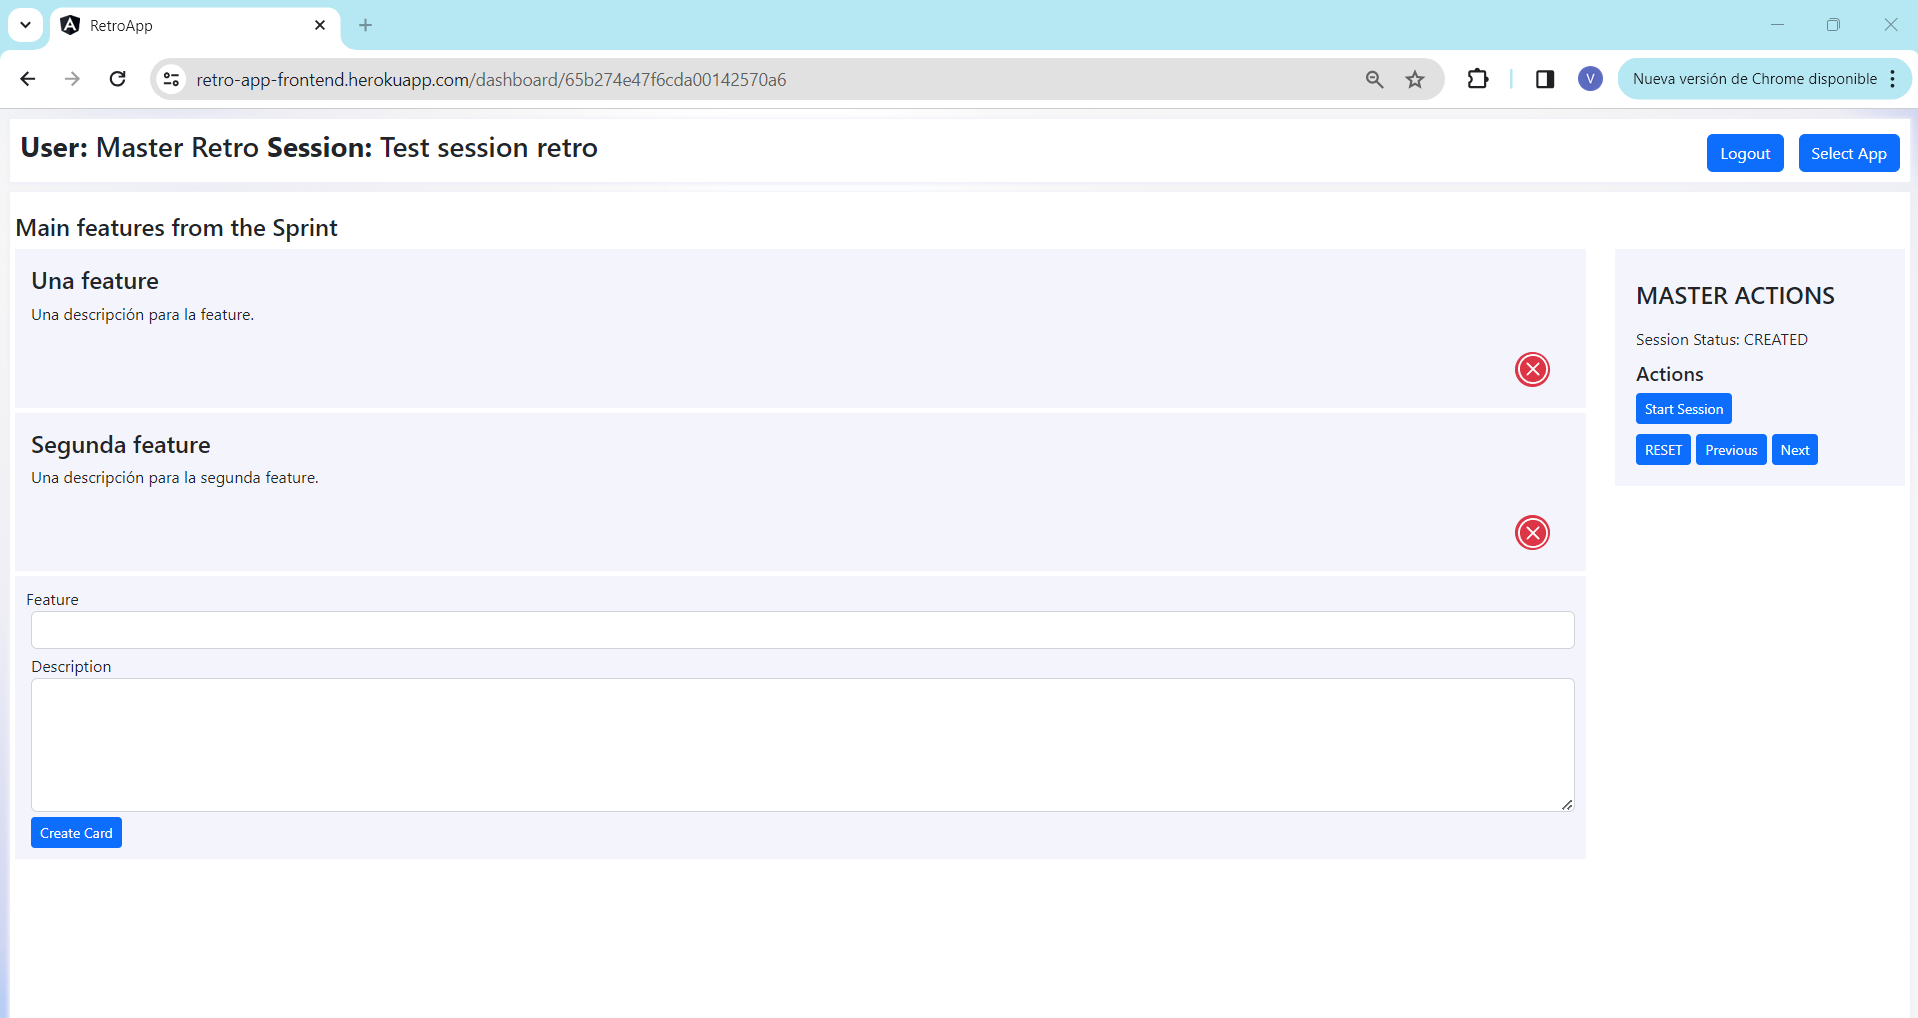 RetroApp
retro-app-frontend.herokuapp.com/dashboard/65b274e47f6cda00142570a6
V
Nueva versión de Chrome disponible
User: Master Retro Session: Test session retro
Logout
Select App
Main features from the Sprint
Una feature
Una descripción para la feature.
Segunda feature
Una descripción para la segunda feature.
Feature
Description
Create Card
MASTER ACTIONS
Session Status: CREATED
Actions
Start Session
RESET Previous Next